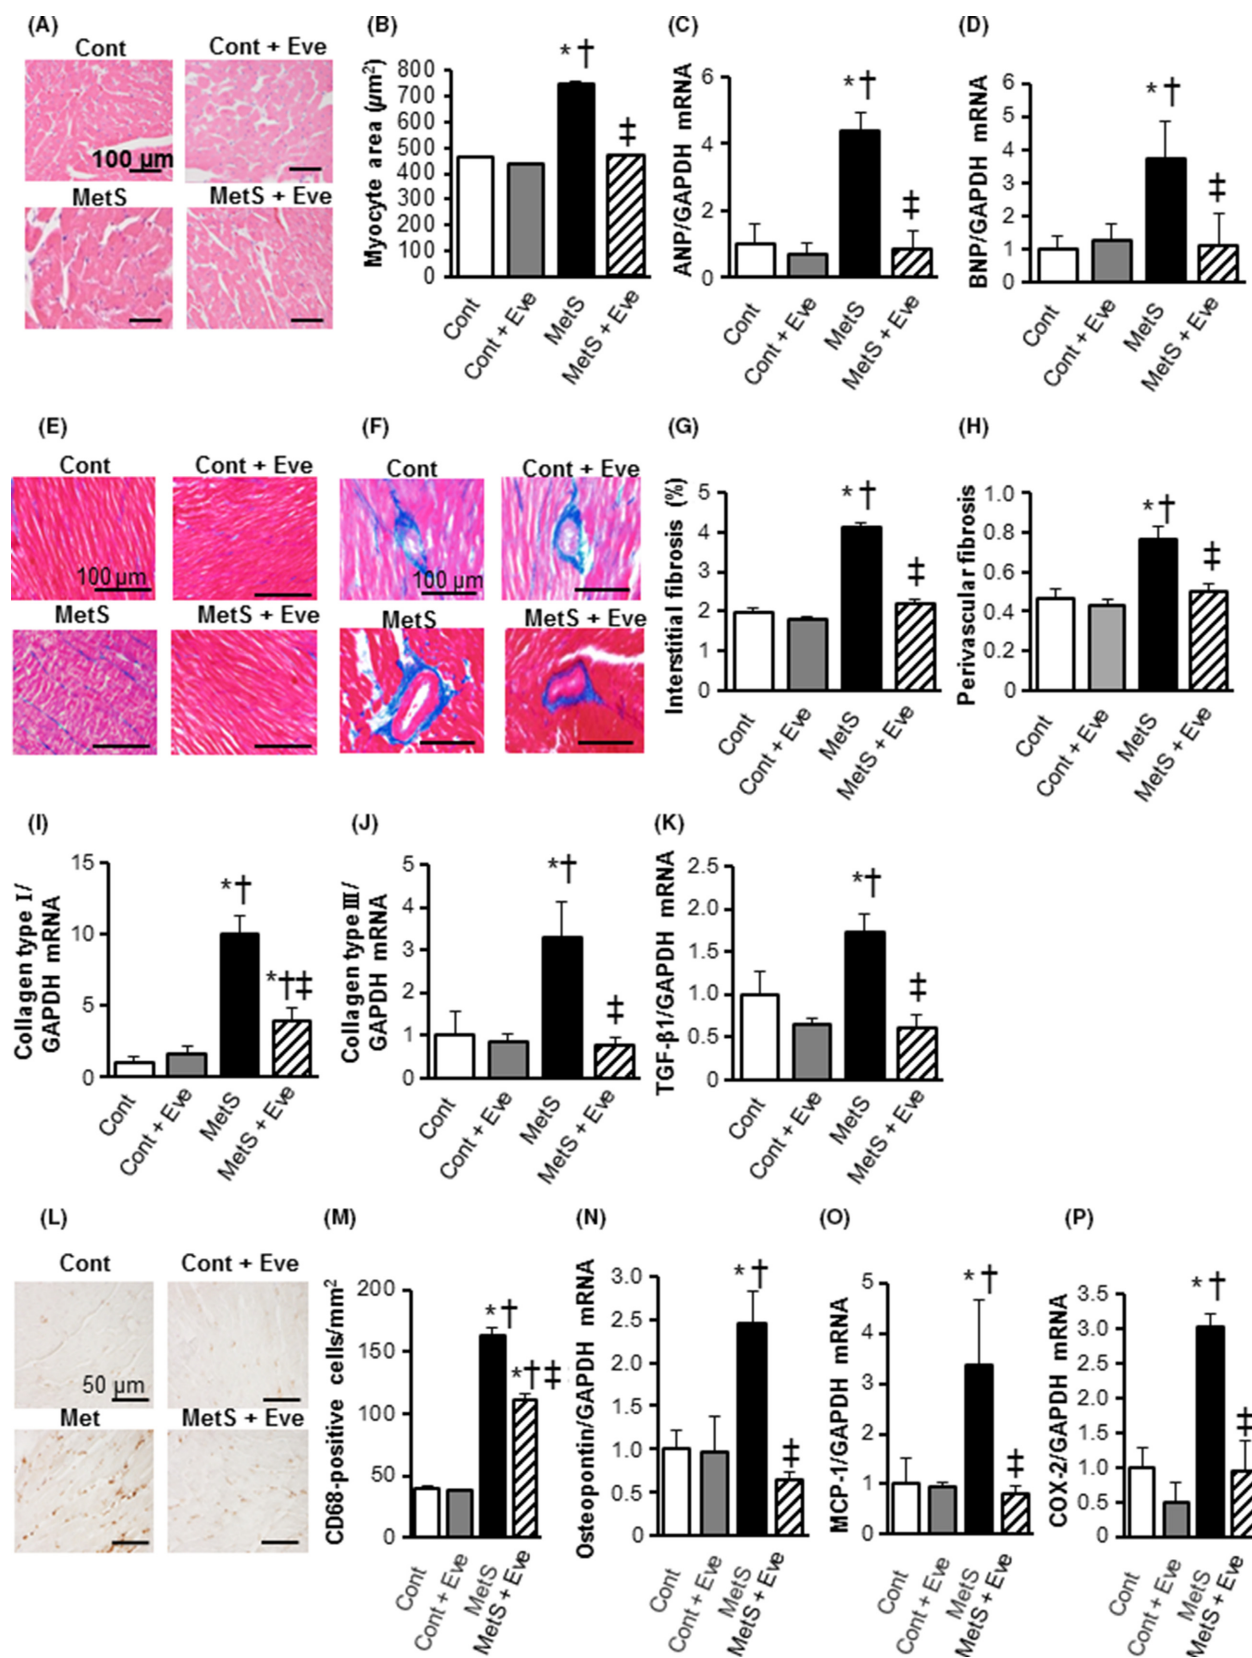 (A)
Cont
Cont + Eve
100 µm
MetS
MetS + Eve
(B)
Myocyte area (µm²)
800
700
600
500
400
300
200
100
0
*†
‡
Cont
Cont + Eve
MetS
MetS + Eve
(C)
ANP/GAPDH mRNA
6
4
2
0
*†
‡
Cont
Cont + Eve
MetS
MetS + Eve
(D)
BNP/GAPDH mRNA
6
5
4
3
2
1
0
*†
‡
Cont
Cont + Eve
MetS
MetS + Eve
(E)
Cont
Cont + Eve
100 µm
MetS
MetS + Eve
(F)
Cont
Cont + Eve
100 µm
MetS
MetS + Eve
(G)
Interstitial fibrosis (%)
5
4
3
2
1
0
*†
‡
Cont
Cont + Eve
MetS
MetS + Eve
(H)
Perivascular fibrosis
1.0
0.8
0.6
0.4
0.2
0
*†
‡
Cont
Cont + Eve
MetS
MetS + Eve
(I)
Collagen type I/
GAPDH mRNA
15
10
5
0
*†
*†‡
Cont
Cont + Eve
MetS
MetS + Eve
(J)
Collagen type III/
GAPDH mRNA
5
4
3
2
1
0
*†
‡
Cont
Cont + Eve
MetS
MetS + Eve
(K)
TGF-β1/GAPDH mRNA
2.5
2.0
1.5
1.0
0.5
0
*†
‡
Cont
Cont + Eve
MetS
MetS + Eve
(L)
Cont
Cont + Eve
50 µm
Met
MetS + Eve
(M)
CD68-positive cells/mm²
200
150
100
50
0
*†
*†‡
Cont
Cont + Eve
MetS
MetS + Eve
(N)
Osteopontin/GAPDH mRNA
3.0
2.5
2.0
1.5
1.0
0.5
0
*†
‡
Cont
Cont + Eve
MetS
MetS + Eve
(O)
MCP-1/GAPDH mRNA
5
4
3
2
1
0
*†
‡
Cont
Cont + Eve
MetS
MetS + Eve
(P)
COX-2/GAPDH mRNA
3.5
3.0
2.5
2.0
1.5
1.0
0.5
0
*†
‡
Cont
Cont + Eve
MetS
MetS + Eve